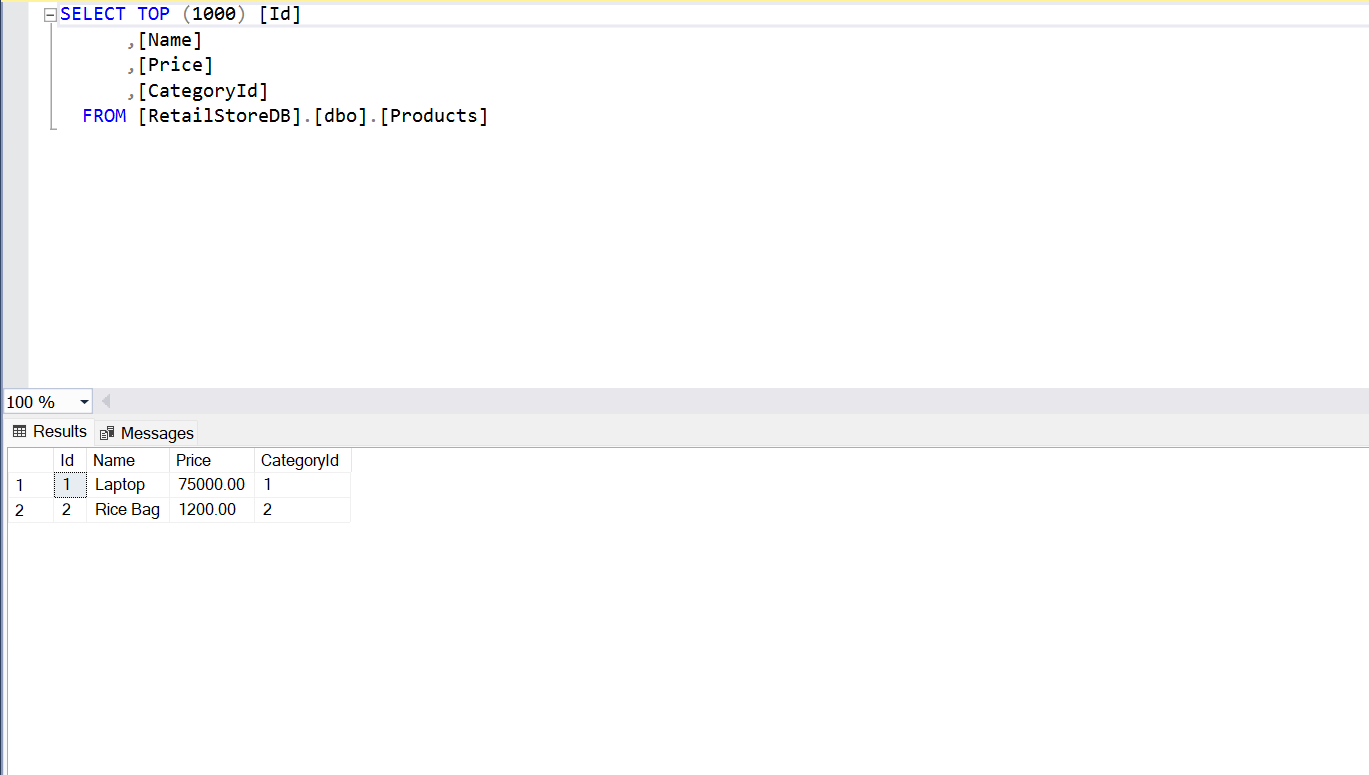 SELECT TOP (1000) [Id]
,[Name]
,[Price]
,[CategoryId]
FROM [RetailStoreDB].[dbo].[Products]
100 %
Results Messages
Id Name Price CategoryId
1 1 Laptop 75000.00 1
2 2 Rice Bag 1200.00 2